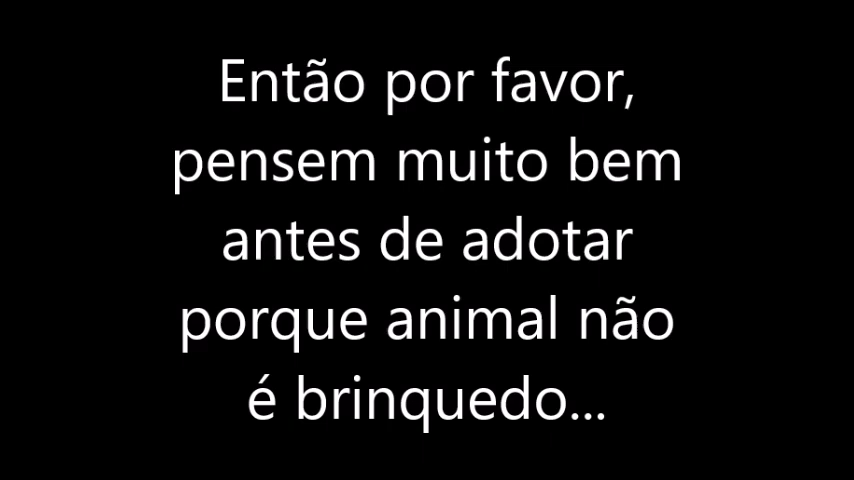 Então por favor,
pensem muito bem
antes de adotar
porque animal não
é brinquedo...